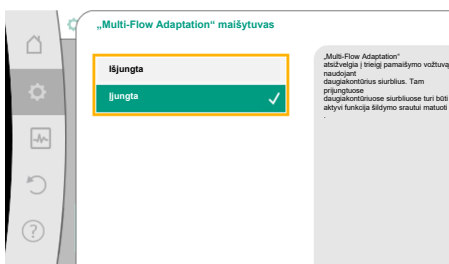 „Multi-Flow Adaptation“ maišytuvas
Išjungta
Įjungta
„Multi-Flow Adaptation“
atsižvelgia į trieigį pamaišymo vožtuvą
naudojant
daugiakontūrius siurblius. Tam
prijungtuose
daugiakontūriuose siurbliuose turi būti
aktyvi funkcija šildymo srautui matuoti
.
?